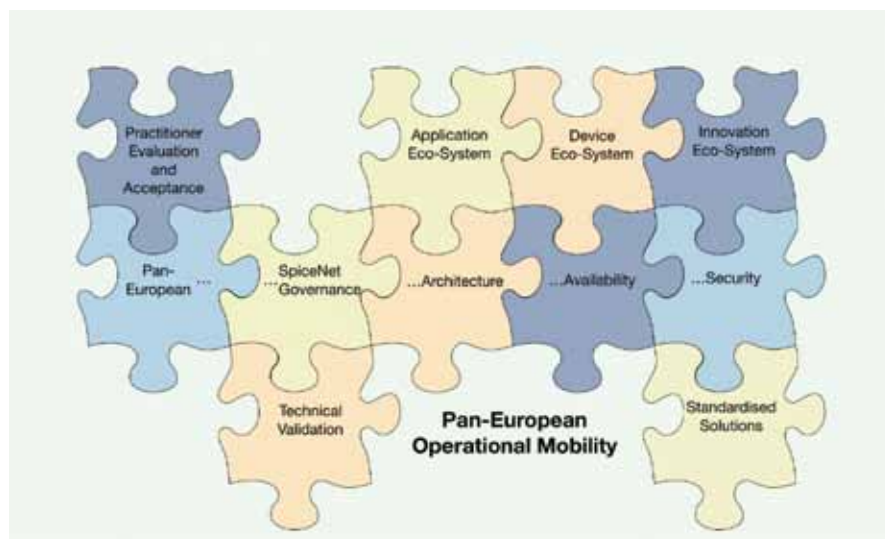 Practitioner
Evaluation
and
Acceptance
Application
Eco-System
Device
Eco-System
Innovation
Eco-System
Pan-
European ...
SpiceNet
...Governance
...Architecture
...Availability
...Security
Technical
Validation
Pan-European
Operational Mobility
Standardised
Solutions